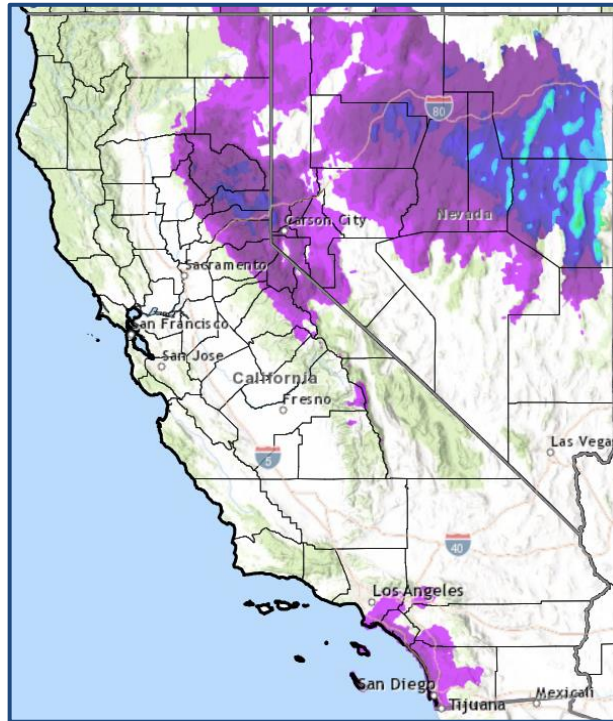 80
Nevada
Carson City
Sacramento
San Francisco
San Jose
California
Fresno
5
Las Vegas
40
Los Angeles
San Diego
Tijuana
Mexicali